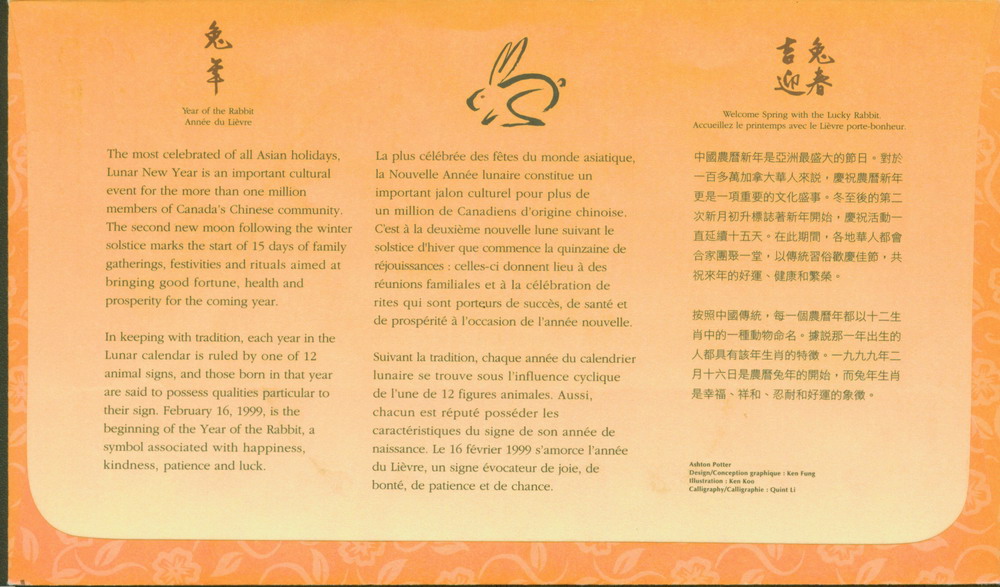 兔
年
Year of the Rabbit
Année du Lièvre
The most celebrated of all Asian holidays,
Lunar New Year is an important cultural
event for the more than one million
members of Canada's Chinese community.
The second new moon following the winter
solstice marks the start of 15 days of family
gatherings, festivities and rituals aimed at
bringing good fortune, health and
prosperity for the coming year.
In keeping with tradition, each year in the
Lunar calendar is ruled by one of 12
animal signs, and those born in that year
are said to possess qualities particular to
their sign. February 16, 1999, is the
beginning of the Year of the Rabbit, a
symbol associated with happiness,
kindness, patience and luck.
La plus célébrée des fêtes du monde asiatique,
la Nouvelle Année lunaire constitue un
important jalon culturel pour plus de
un million de Canadiens d'origine chinoise.
C'est à la deuxième nouvelle lune suivant le
solstice d'hiver que commence la quinzaine de
réjouissances : celles-ci donnent lieu à des
réunions familiales et à la célébration de
rites qui sont porteurs de succès, de santé et
de prospérité à l'occasion de l'année nouvelle.
Suivant la tradition, chaque année du calendrier
lunaire se trouve sous l'influence cyclique
de l'une de 12 figures animales. Aussi,
chacun est réputé posséder les
caractéristiques du signe de son année de
naissance. Le 16 février 1999 s'amorce l'année
du Lièvre, un signe évocateur de joie, de
bonté, de patience et de chance.
吉兔
迎春
Welcome Spring with the Lucky Rabbit.
Accueillez le printemps avec le Lièvre porte-bonheur.
中國農曆新年是亞洲最盛大的節日。對於
一百多萬加拿大華人來説，慶祝農曆新年
更是一項重要的文化盛事。冬至後的第二
次新月初升標誌著新年開始，慶祝活動一
直延續十五天。在此期間，各地華人都會
合家團聚一堂，以傳統習俗歡慶佳節，共
祝來年的好運、健康和繁榮。
按照中國傳統，每一個農曆年都以十二生
肖中的一種動物命名。據説那一年出生的
人都具有該年生肖的特徵。一九九九年二
月十六日是農曆兔年的開始，而兔年生肖
是幸福、祥和、忍耐和好運的象徵。
Ashton Potter
Design/Conception graphique : Ken Fung
Illustration : Ken Koo
Calligraphy/Calligraphie : Quint Li